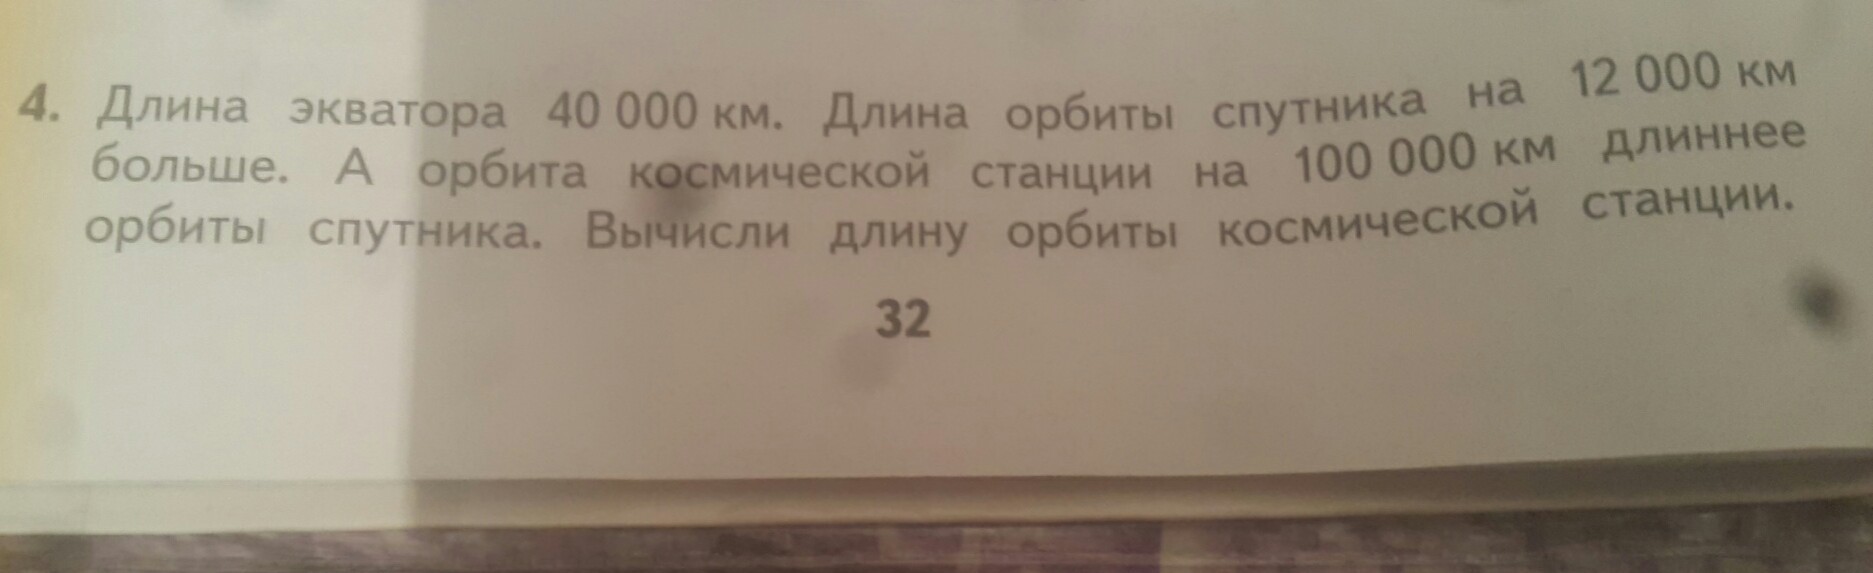 4. Длина экватора 40 000 км. Длина орбиты спутника на 12 000 км
больше. А орбита космической станции на 100 000 км длиннее
орбиты спутника. Вычисли длину орбиты космической станции.
32